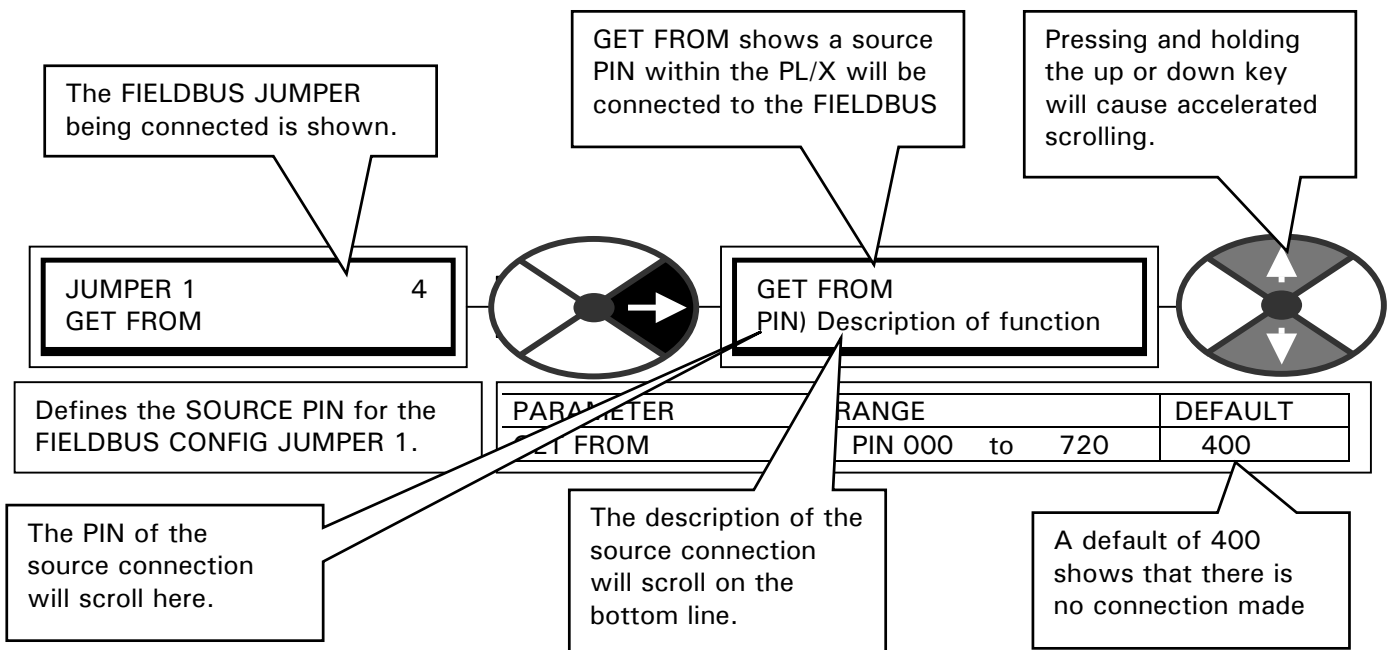 The FIELDBUS JUMPER
being connected is shown.
GET FROM shows a source
PIN within the PL/X will be
connected to the FIELDBUS
Pressing and holding
the up or down key
will cause accelerated
scrolling.
JUMPER 1 4
GET FROM
GET FROM
PIN) Description of function
Defines the SOURCE PIN for the
FIELDBUS CONFIG JUMPER 1.
PARAMETER RANGE DEFAULT
GET FROM PIN 000 to 720 400
The PIN of the
source connection
will scroll here.
The description of the
source connection
will scroll on the
bottom line.
A default of 400
shows that there is
no connection made